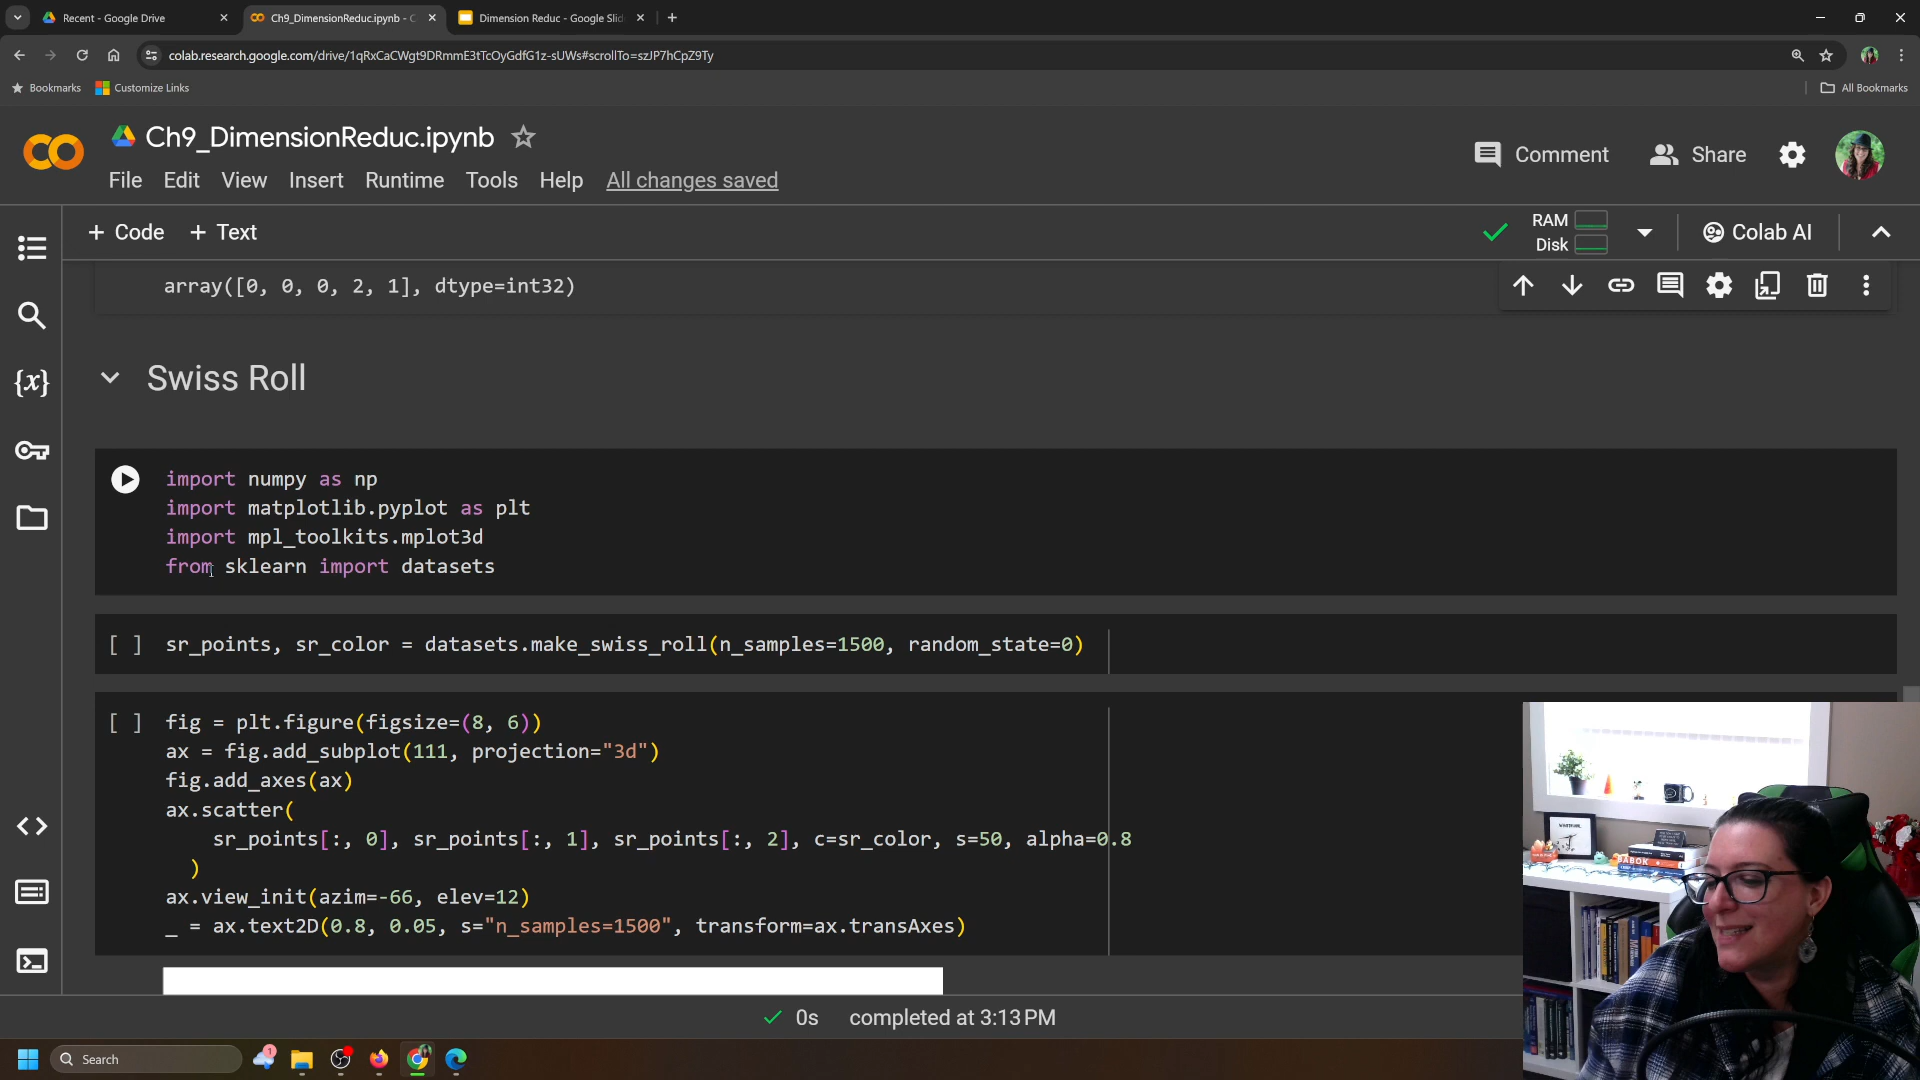 Recent - Google Drive
Ch9_DimensionReduc.ipynb - C
Dimension Reduc - Google Slid
colab.research.google.com/drive/1qRxCaCWgt9DRmmE3tTcOyGdfG1z-sUWs#scrollTo=szJP7hCpZ9Ty
Bookmarks
Customize Links
All Bookmarks
Ch9_DimensionReduc.ipynb
Comment
Share
File Edit View Insert Runtime Tools Help All changes saved
+ Code + Text
RAM
Disk
Colab AI
array([0, 0, 0, 2, 1], dtype=int32)
Swiss Roll
{x}
import numpy as np
import matplotlib.pyplot as plt
import mpl_toolkits.mplot3d
from sklearn import datasets
[ ] sr_points, sr_color = datasets.make_swiss_roll(n_samples=1500, random_state=0)
[ ] fig = plt.figure(figsize=(8, 6))
ax = fig.add_subplot(111, projection="3d")
fig.add_axes(ax)
ax.scatter(
sr_points[:, 0], sr_points[:, 1], sr_points[:, 2], c=sr_color, s=50, alpha=0.8
)
ax.view_init(azim=-66, elev=12)
_ = ax.text2D(0.8, 0.05, s="n_samples=1500", transform=ax.transAxes)
BABOK
0s completed at 3:13 PM
Search
1